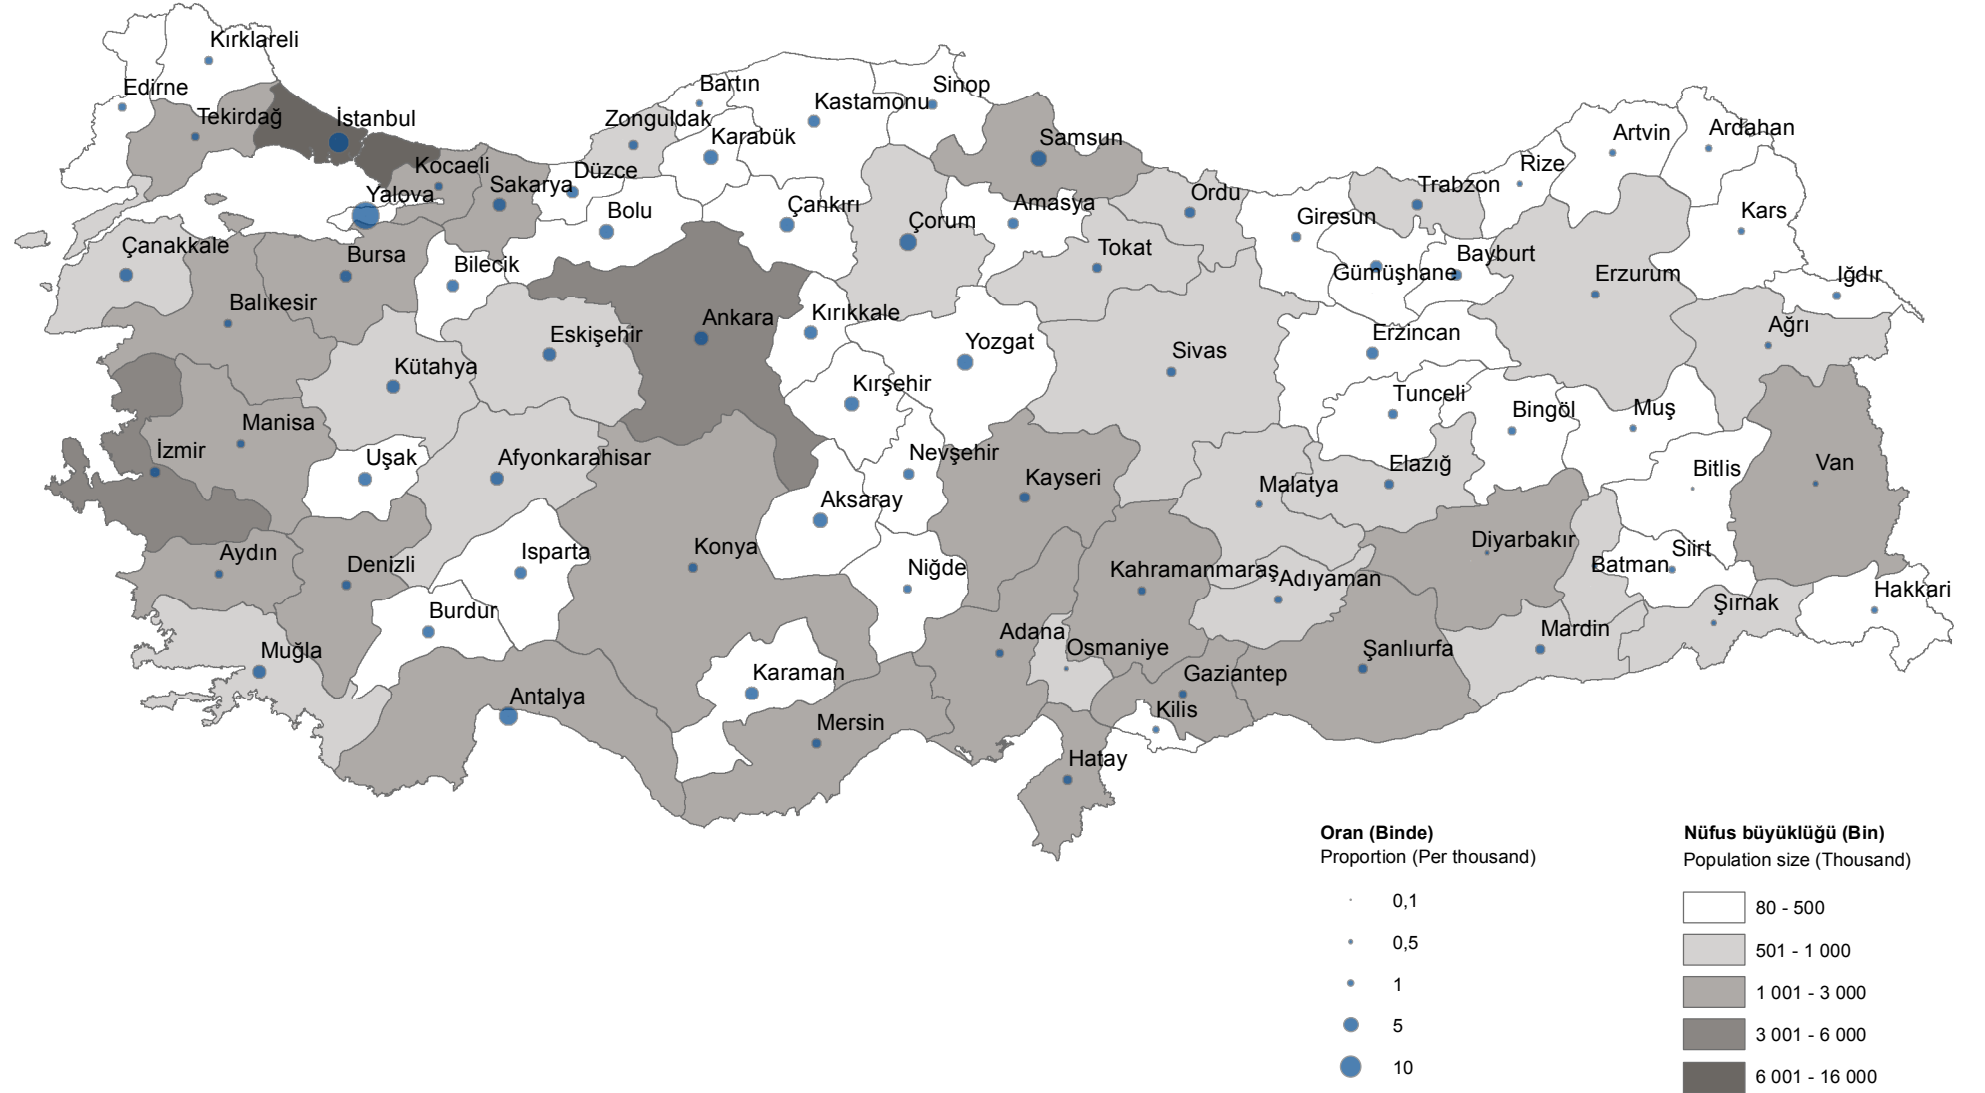 Kırklareli
Edirne
Tekirdağ
İstanbul
Kocaeli
Yalova
Sakarya
Düzce
Zonguldak
Bartın
Karabük
Kastamonu
Sinop
Samsun
Bolu
Çankırı
Çorum
Amasya
Ordu
Tokat
Giresun
Trabzon
Rize
Artvin
Ardahan
Kars
Gümüşhane
Bayburt
Erzurum
Iğdır
Ağrı
Çanakkale
Balıkesir
Bursa
Bilecik
Eskişehir
Kütahya
Ankara
Kırıkkale
Kırşehir
Yozgat
Sivas
Erzincan
Tunceli
Bingöl
Muş
Bitlis
Van
Manisa
İzmir
Uşak
Afyonkarahisar
Nevşehir
Aksaray
Kayseri
Malatya
Elazığ
Diyarbakır
Batman
Siirt
Hakkari
Şırnak
Mardin
Aydın
Denizli
Isparta
Burdur
Konya
Niğde
Kahramanmaraş
Adıyaman
Şanlıurfa
Adana
Osmaniye
Gaziantep
Kilis
Muğla
Antalya
Karaman
Mersin
Hatay
Oran (Binde)
Proportion (Per thousand)
0,1
0,5
1
5
10
Nüfus büyüklüğü (Bin)
Population size (Thousand)
80 - 500
501 - 1 000
1 001 - 3 000
3 001 - 6 000
6 001 - 16 000